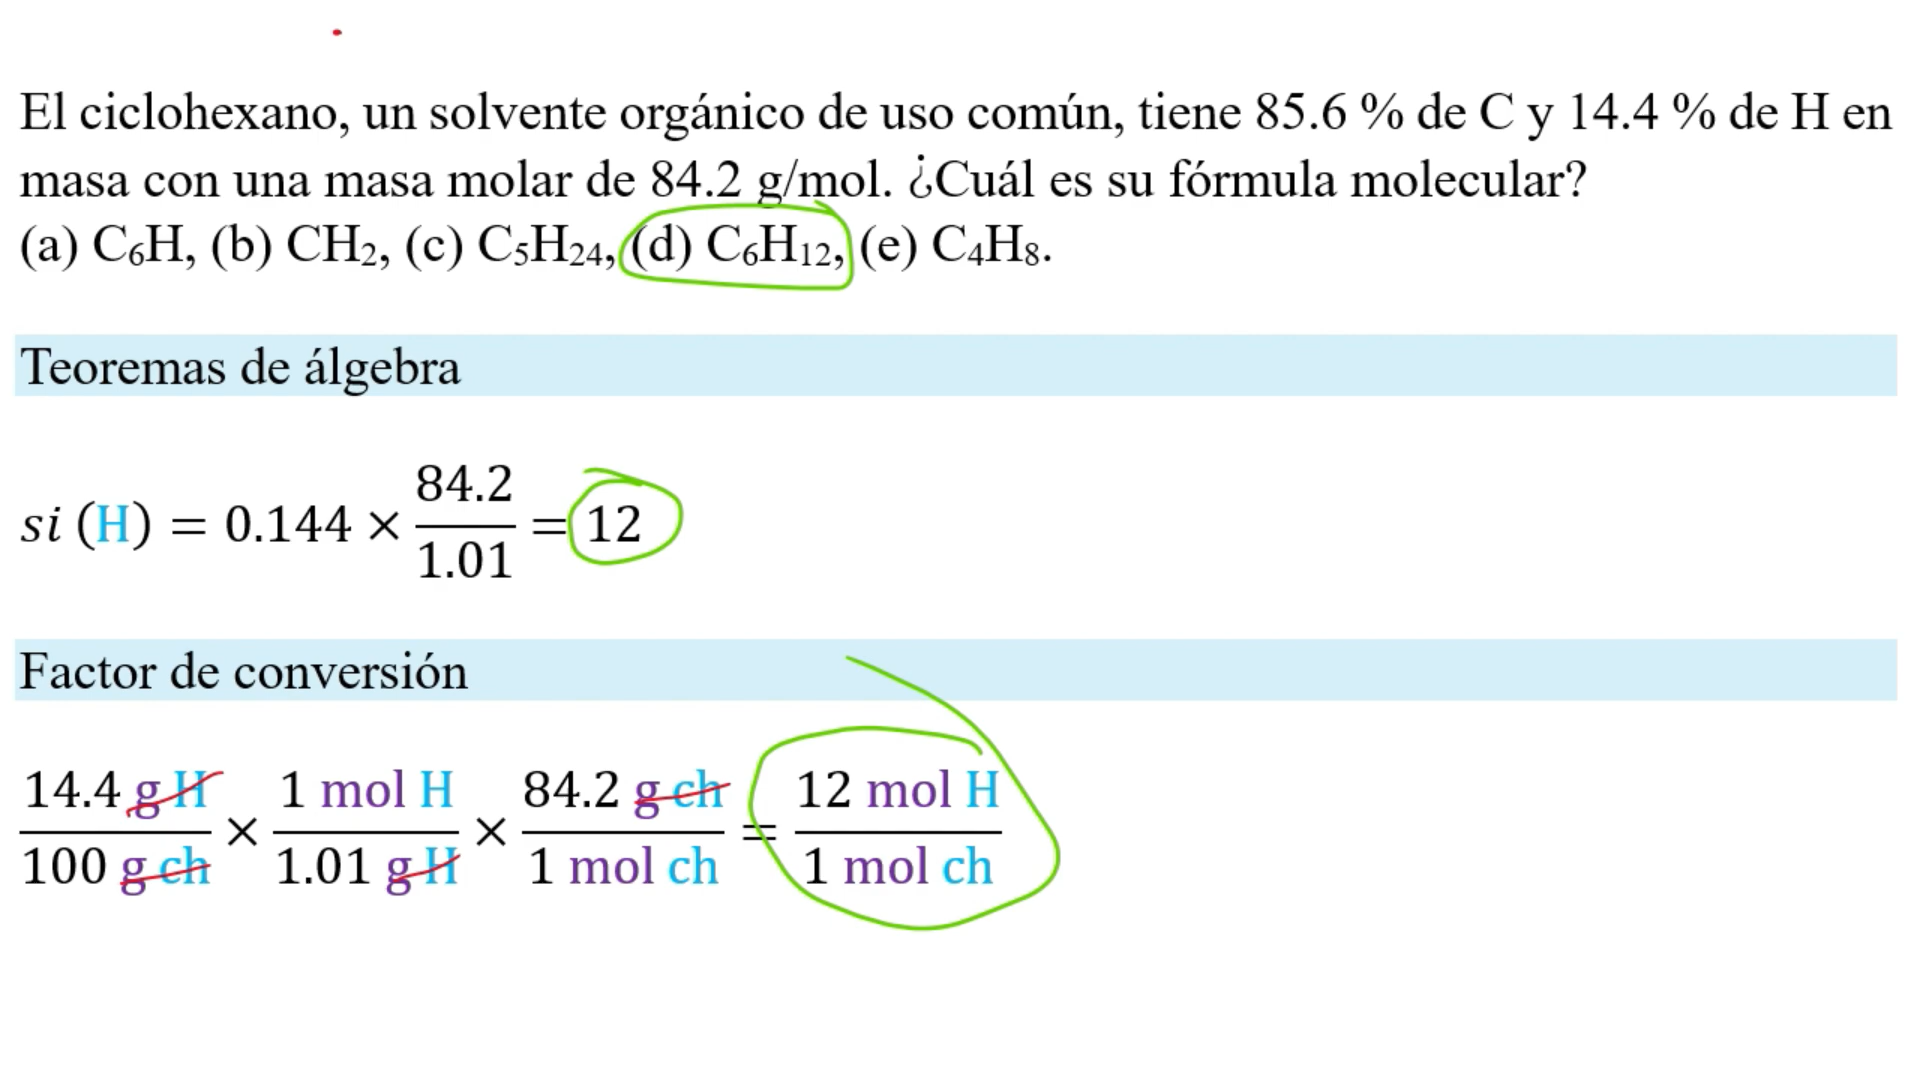 El ciclohexano, un solvente orgánico de uso común, tiene 85.6 % de C y 14.4 % de H en
masa con una masa molar de 84.2 g/mol. ¿Cuál es su fórmula molecular?
(a) C₆H, (b) CH₂, (c) C₅H₂₄, (d) C₆H₁₂, (e) C₄H₈.
Teoremas de álgebra
si (H) = 0.144 × 84.2/1.01 = 12
Factor de conversión
14.4 g H/100 g ch × 1 mol H/1.01 g H × 84.2 g ch/1 mol ch = 12 mol H/1 mol ch